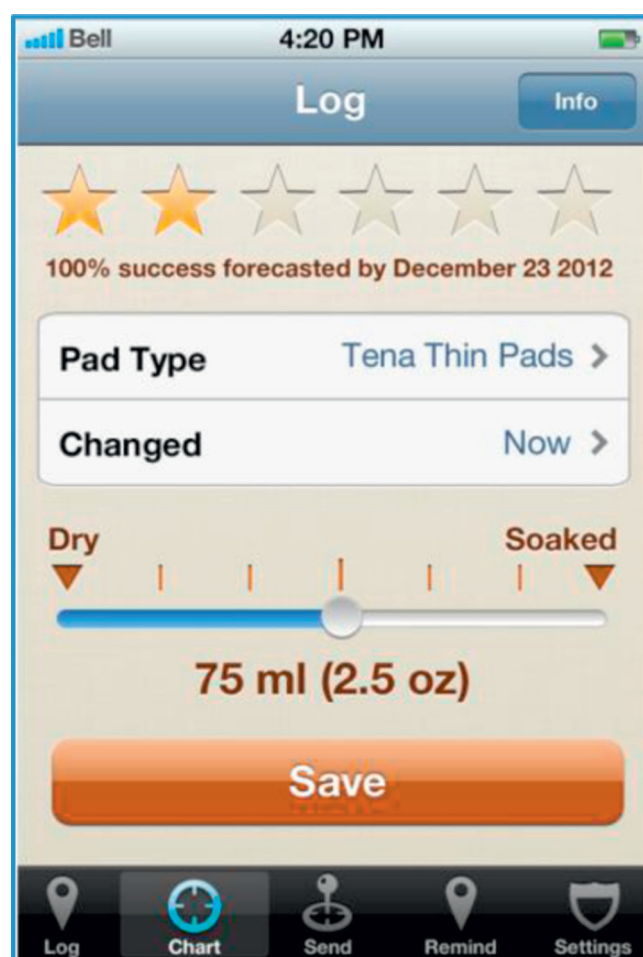 Bell 4:20 PM
Log Info
100% success forecasted by December 23 2012
Pad Type Tena Thin Pads
Changed Now
Dry Soaked
75 ml (2.5 oz)
Save
Log Chart Send Remind Settings